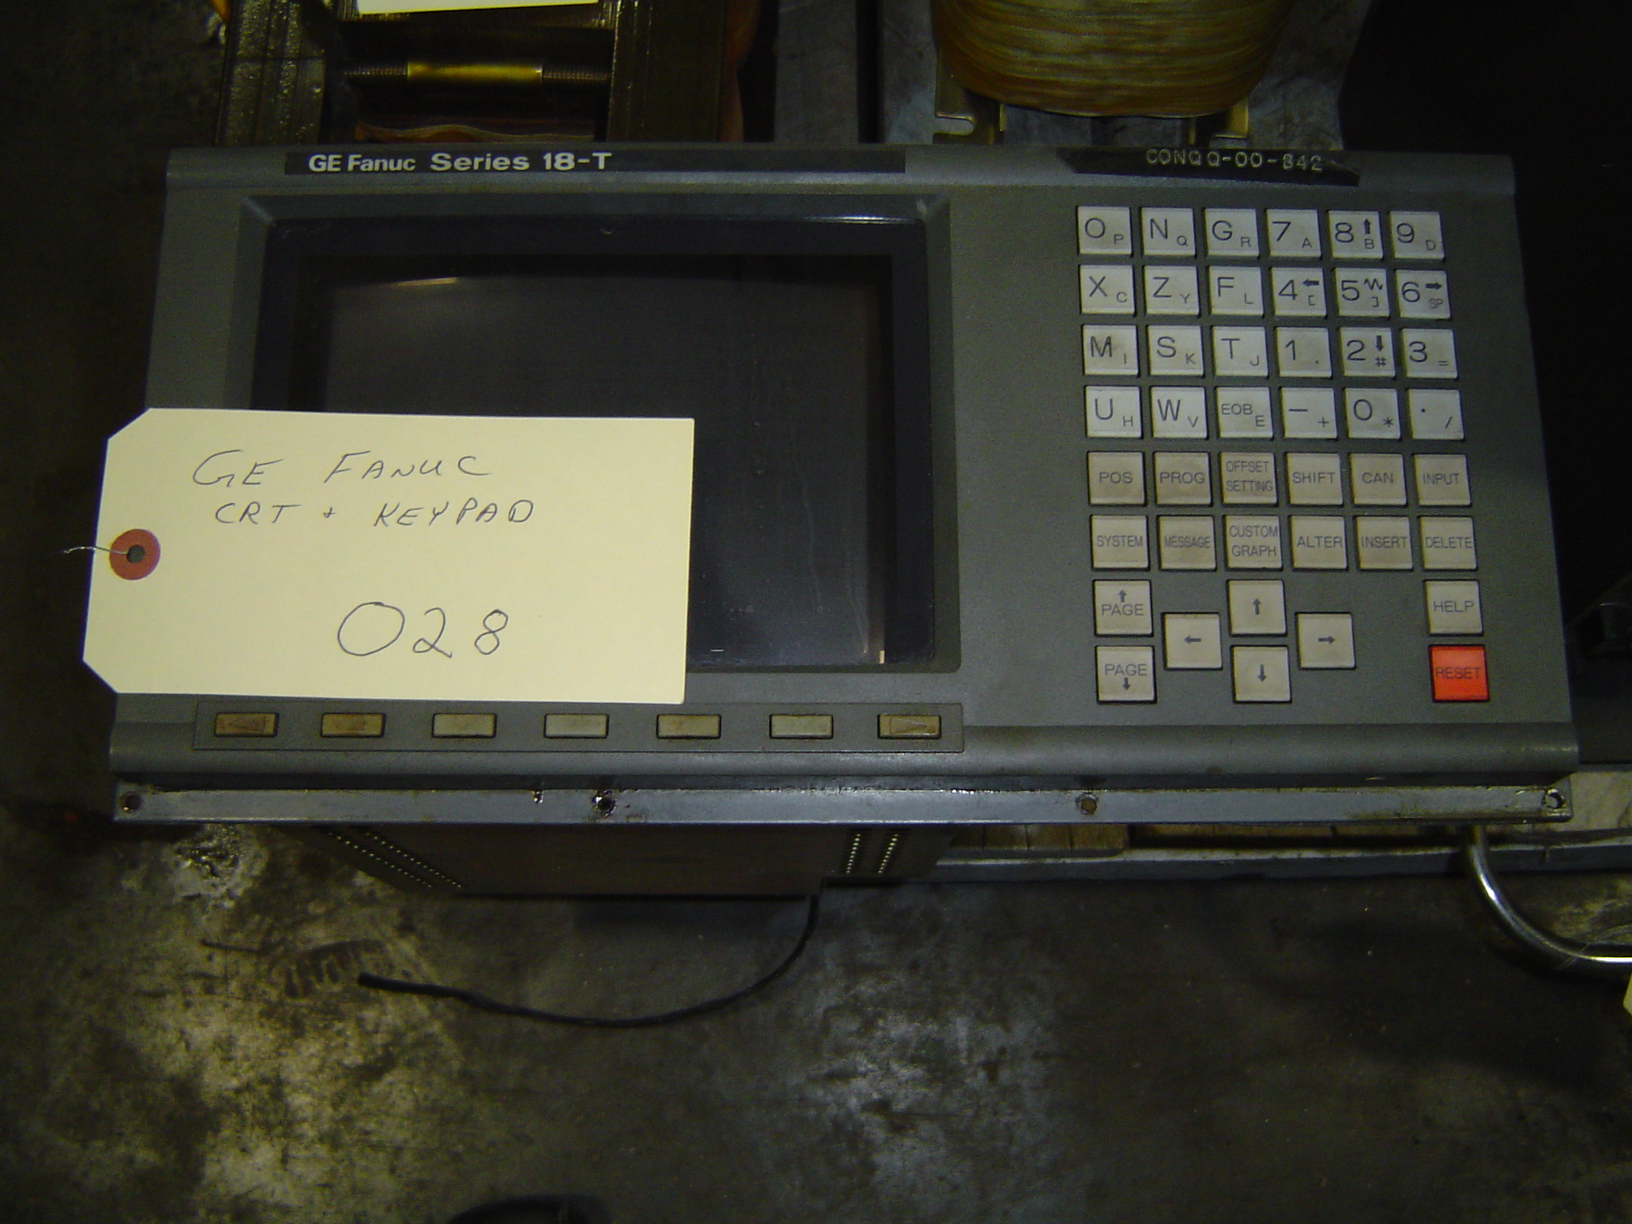 GE Fanuc Series 18-T
CONQ Q-00-842
O P N Q G R 7 A 8 ↑ B 9 D
X C Z Y F L 4 ← [ 5 ] 6 → SP
M I S K T J 1 , 2 ↓ # 3 =
U H W V EOB E − + 0 * . /
POS PROG OFFSET SETTING SHIFT CAN INPUT
SYSTEM MESSAGE CUSTOM GRAPH ALTER INSERT DELETE
↑ PAGE ↑ HELP
← →
PAGE ↓ ↓ RESET
GE FANUC
CRT + KEYPAD
028